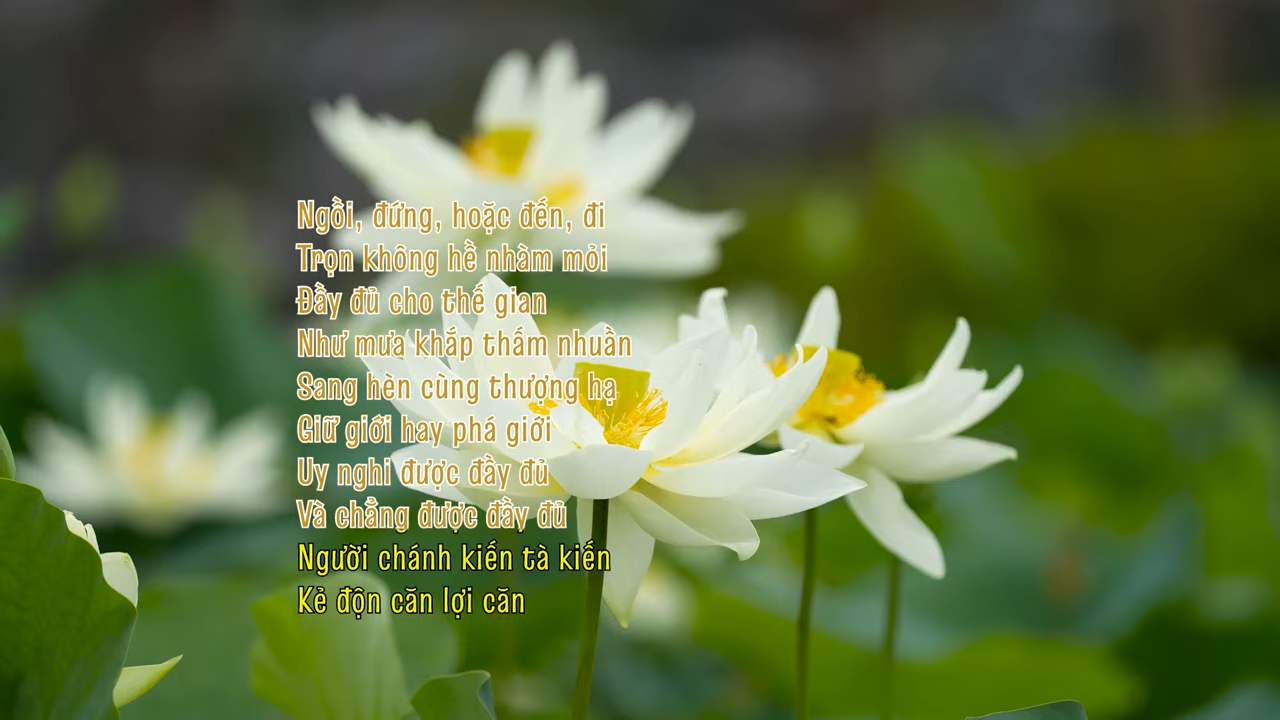 Ngồi, đứng, hoặc đến, đi
Trọn không hề nhàm mỏi
Đầy đủ cho thế gian
Như mưa khắp thấm nhuần
Sang hèn cùng thượng hạ
Giữ giới hay phá giới
Uy nghi được đầy đủ
Và chẳng được đầy đủ
Người chánh kiến tà kiến
Kẻ độn căn lợi căn